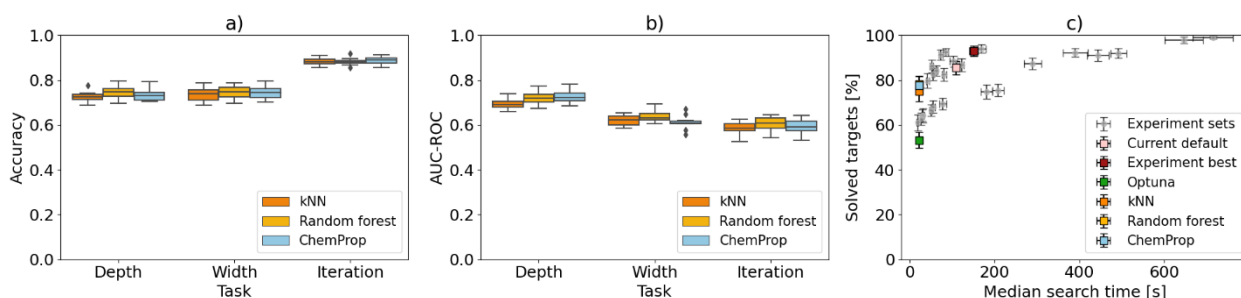 a)
Accuracy
1.0
0.8
0.6
0.4
0.2
0.0
kNN
Random forest
ChemProp
Depth
Width
Iteration
Task
b)
AUC-ROC
1.0
0.8
0.6
0.4
0.2
0.0
kNN
Random forest
ChemProp
Depth
Width
Iteration
Task
c)
Solved targets [%]
100
80
60
40
20
0
Experiment sets
Current default
Experiment best
Optuna
kNN
Random forest
ChemProp
0
200
400
600
Median search time [s]